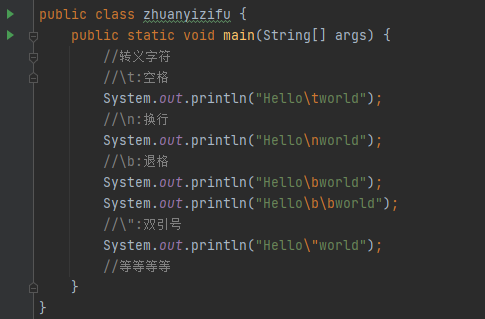 public class zhuanyizifu {
    public static void main(String[] args) {
        //转义字符
        //\t:空格
        System.out.println("Hello\tworld");
        //\n:换行
        System.out.println("Hello\nworld");
        //\b:退格
        System.out.println("Hello\bworld");
        System.out.println("Hello\b\bworld");
        //\":双引号
        System.out.println("Hello\"world");
        //等等等等
    }
}